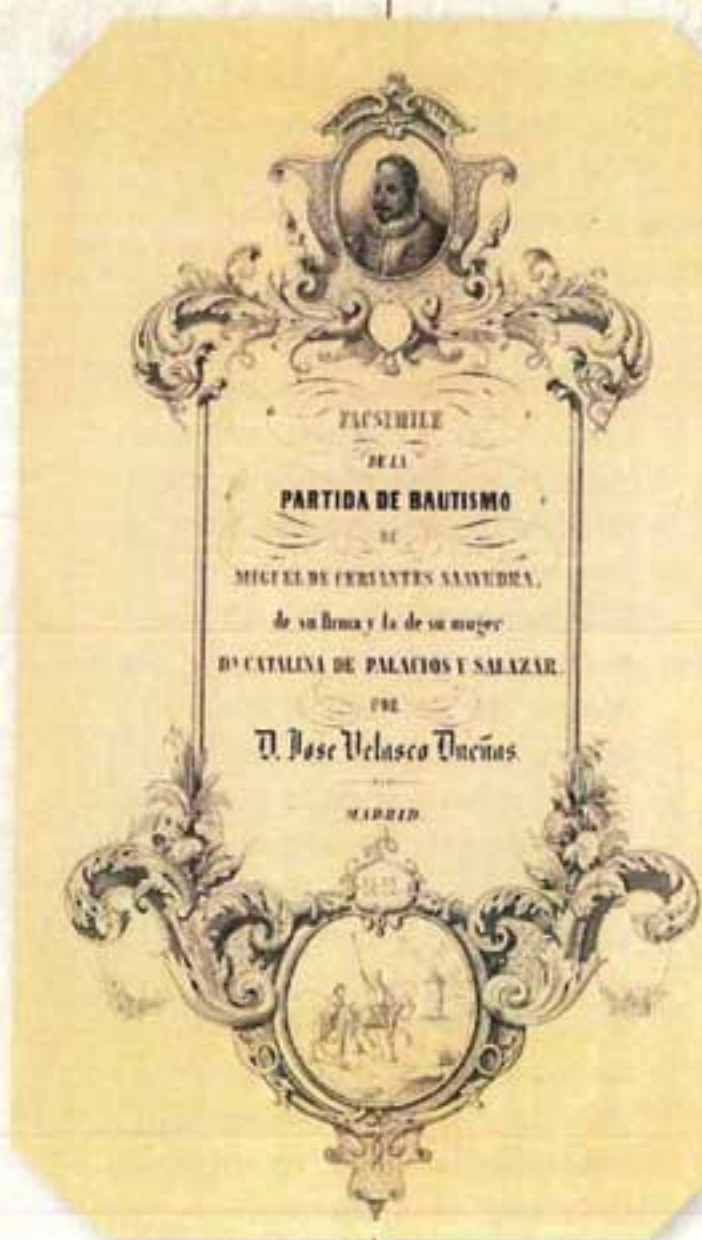 FACSIMILE
DE LA
PARTIDA DE BAUTISMO
DE
MIGUEL DE CERVANTES SAAVEDRA,
de su firma y la de su muger
Dª CATALINA DE PALACIOS Y SALAZAR.
POR
D. Jose Velasco Dueñas.
MADRID